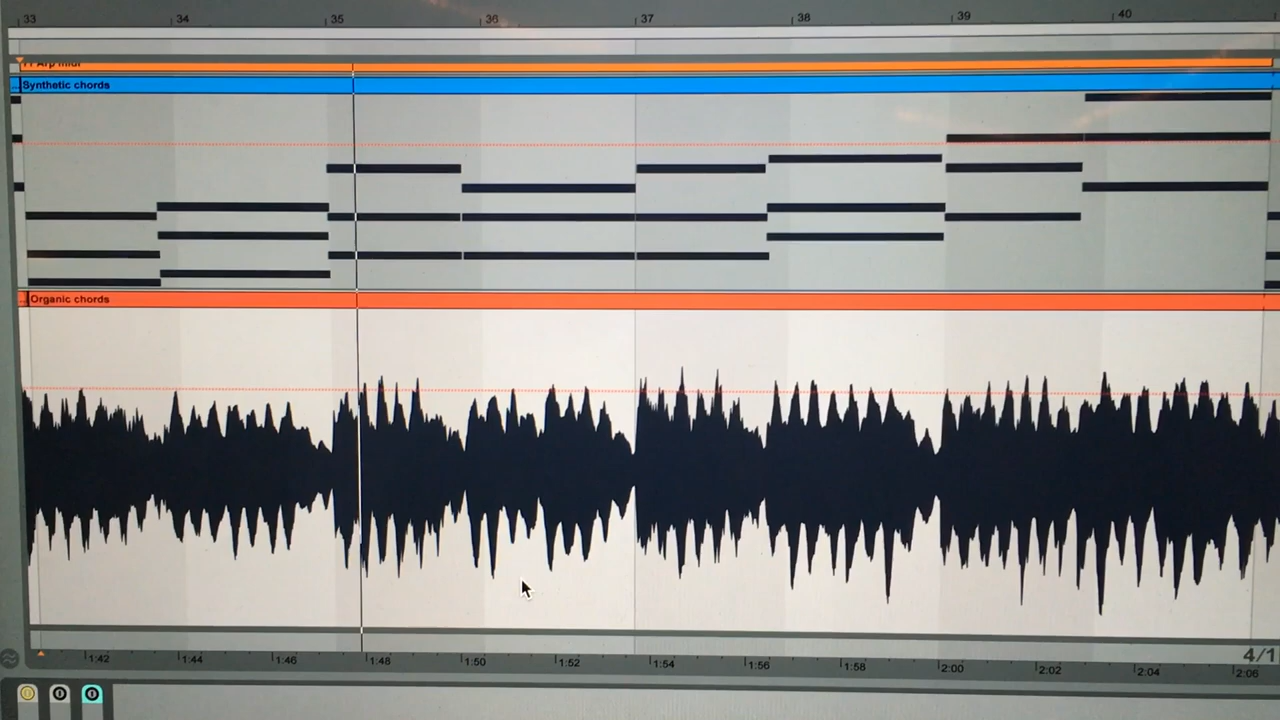 33 34 35 36 37 38 39 40
Synthetic chords
Organic chords
4/1
1:42 1:44 1:46 1:48 1:50 1:52 1:54 1:56 1:58 2:00 2:02 2:04 2:06